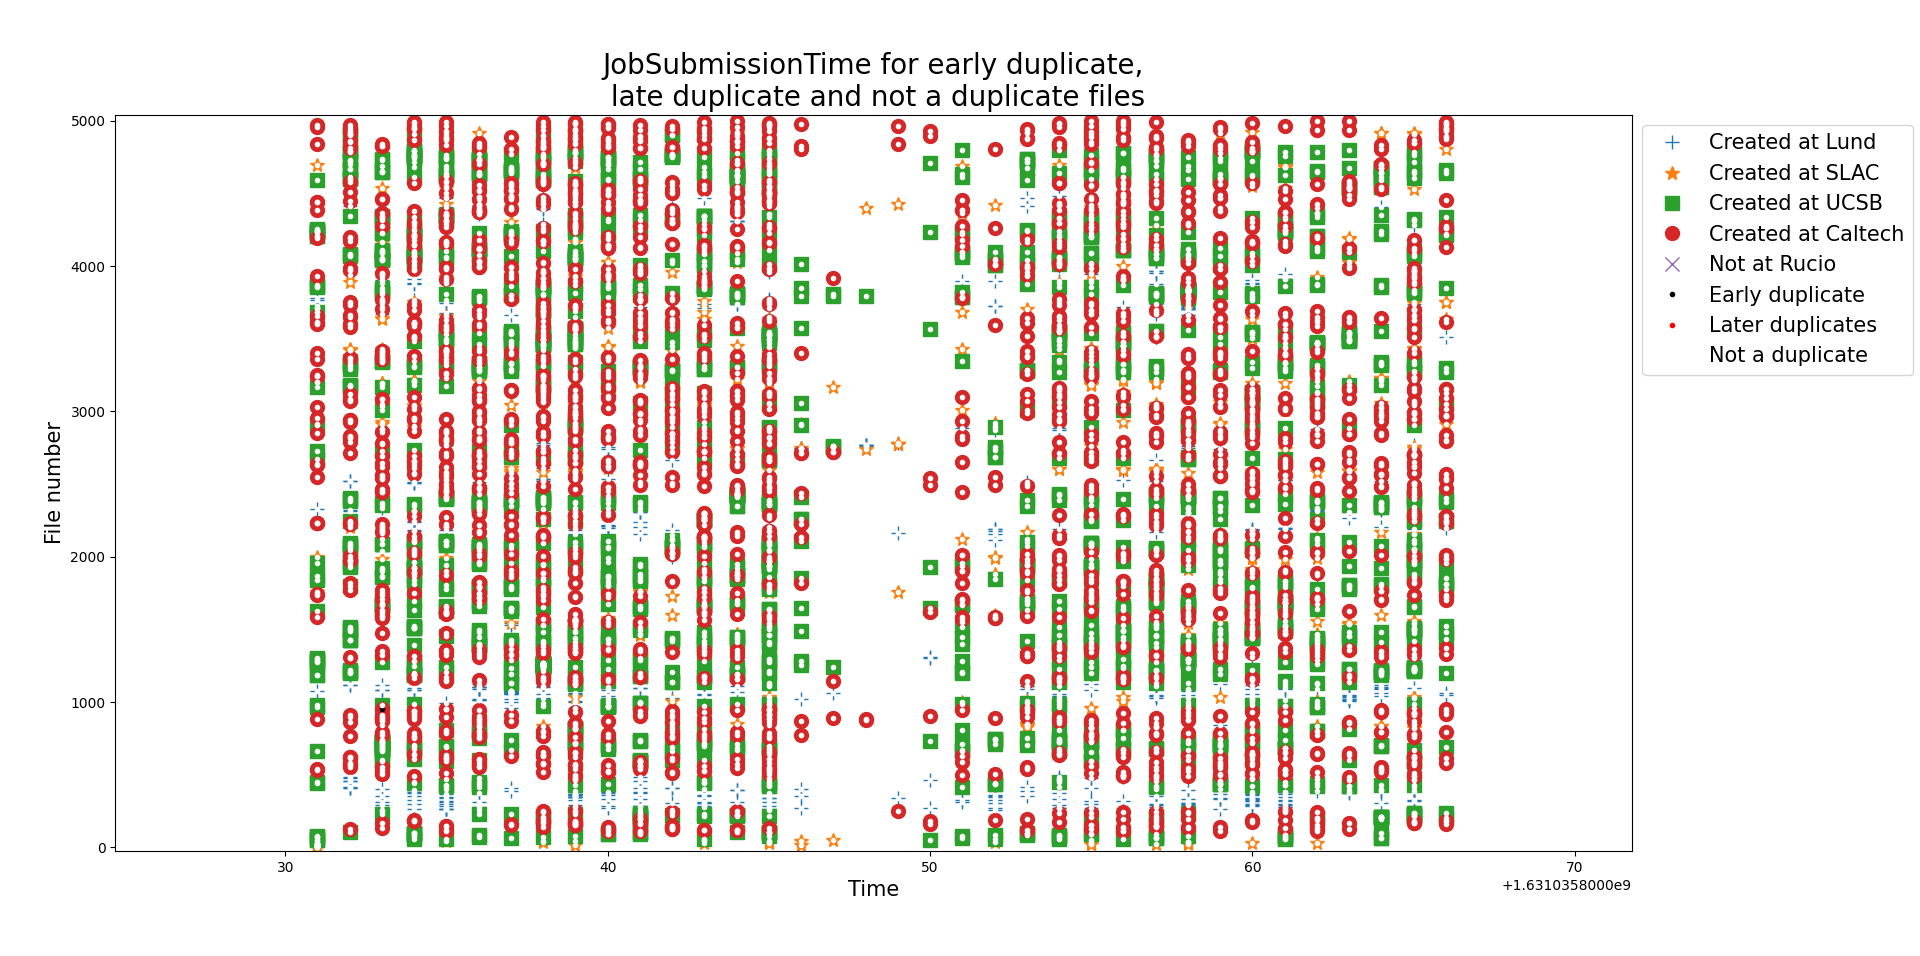 JobSubmissionTime for early duplicate,
late duplicate and not a duplicate files
5000
4000
3000
2000
1000
0
File number
30
40
50
60
70
Time
+1.6310358000e9
Created at Lund
Created at SLAC
Created at UCSB
Created at Caltech
Not at Rucio
Early duplicate
Later duplicates
Not a duplicate